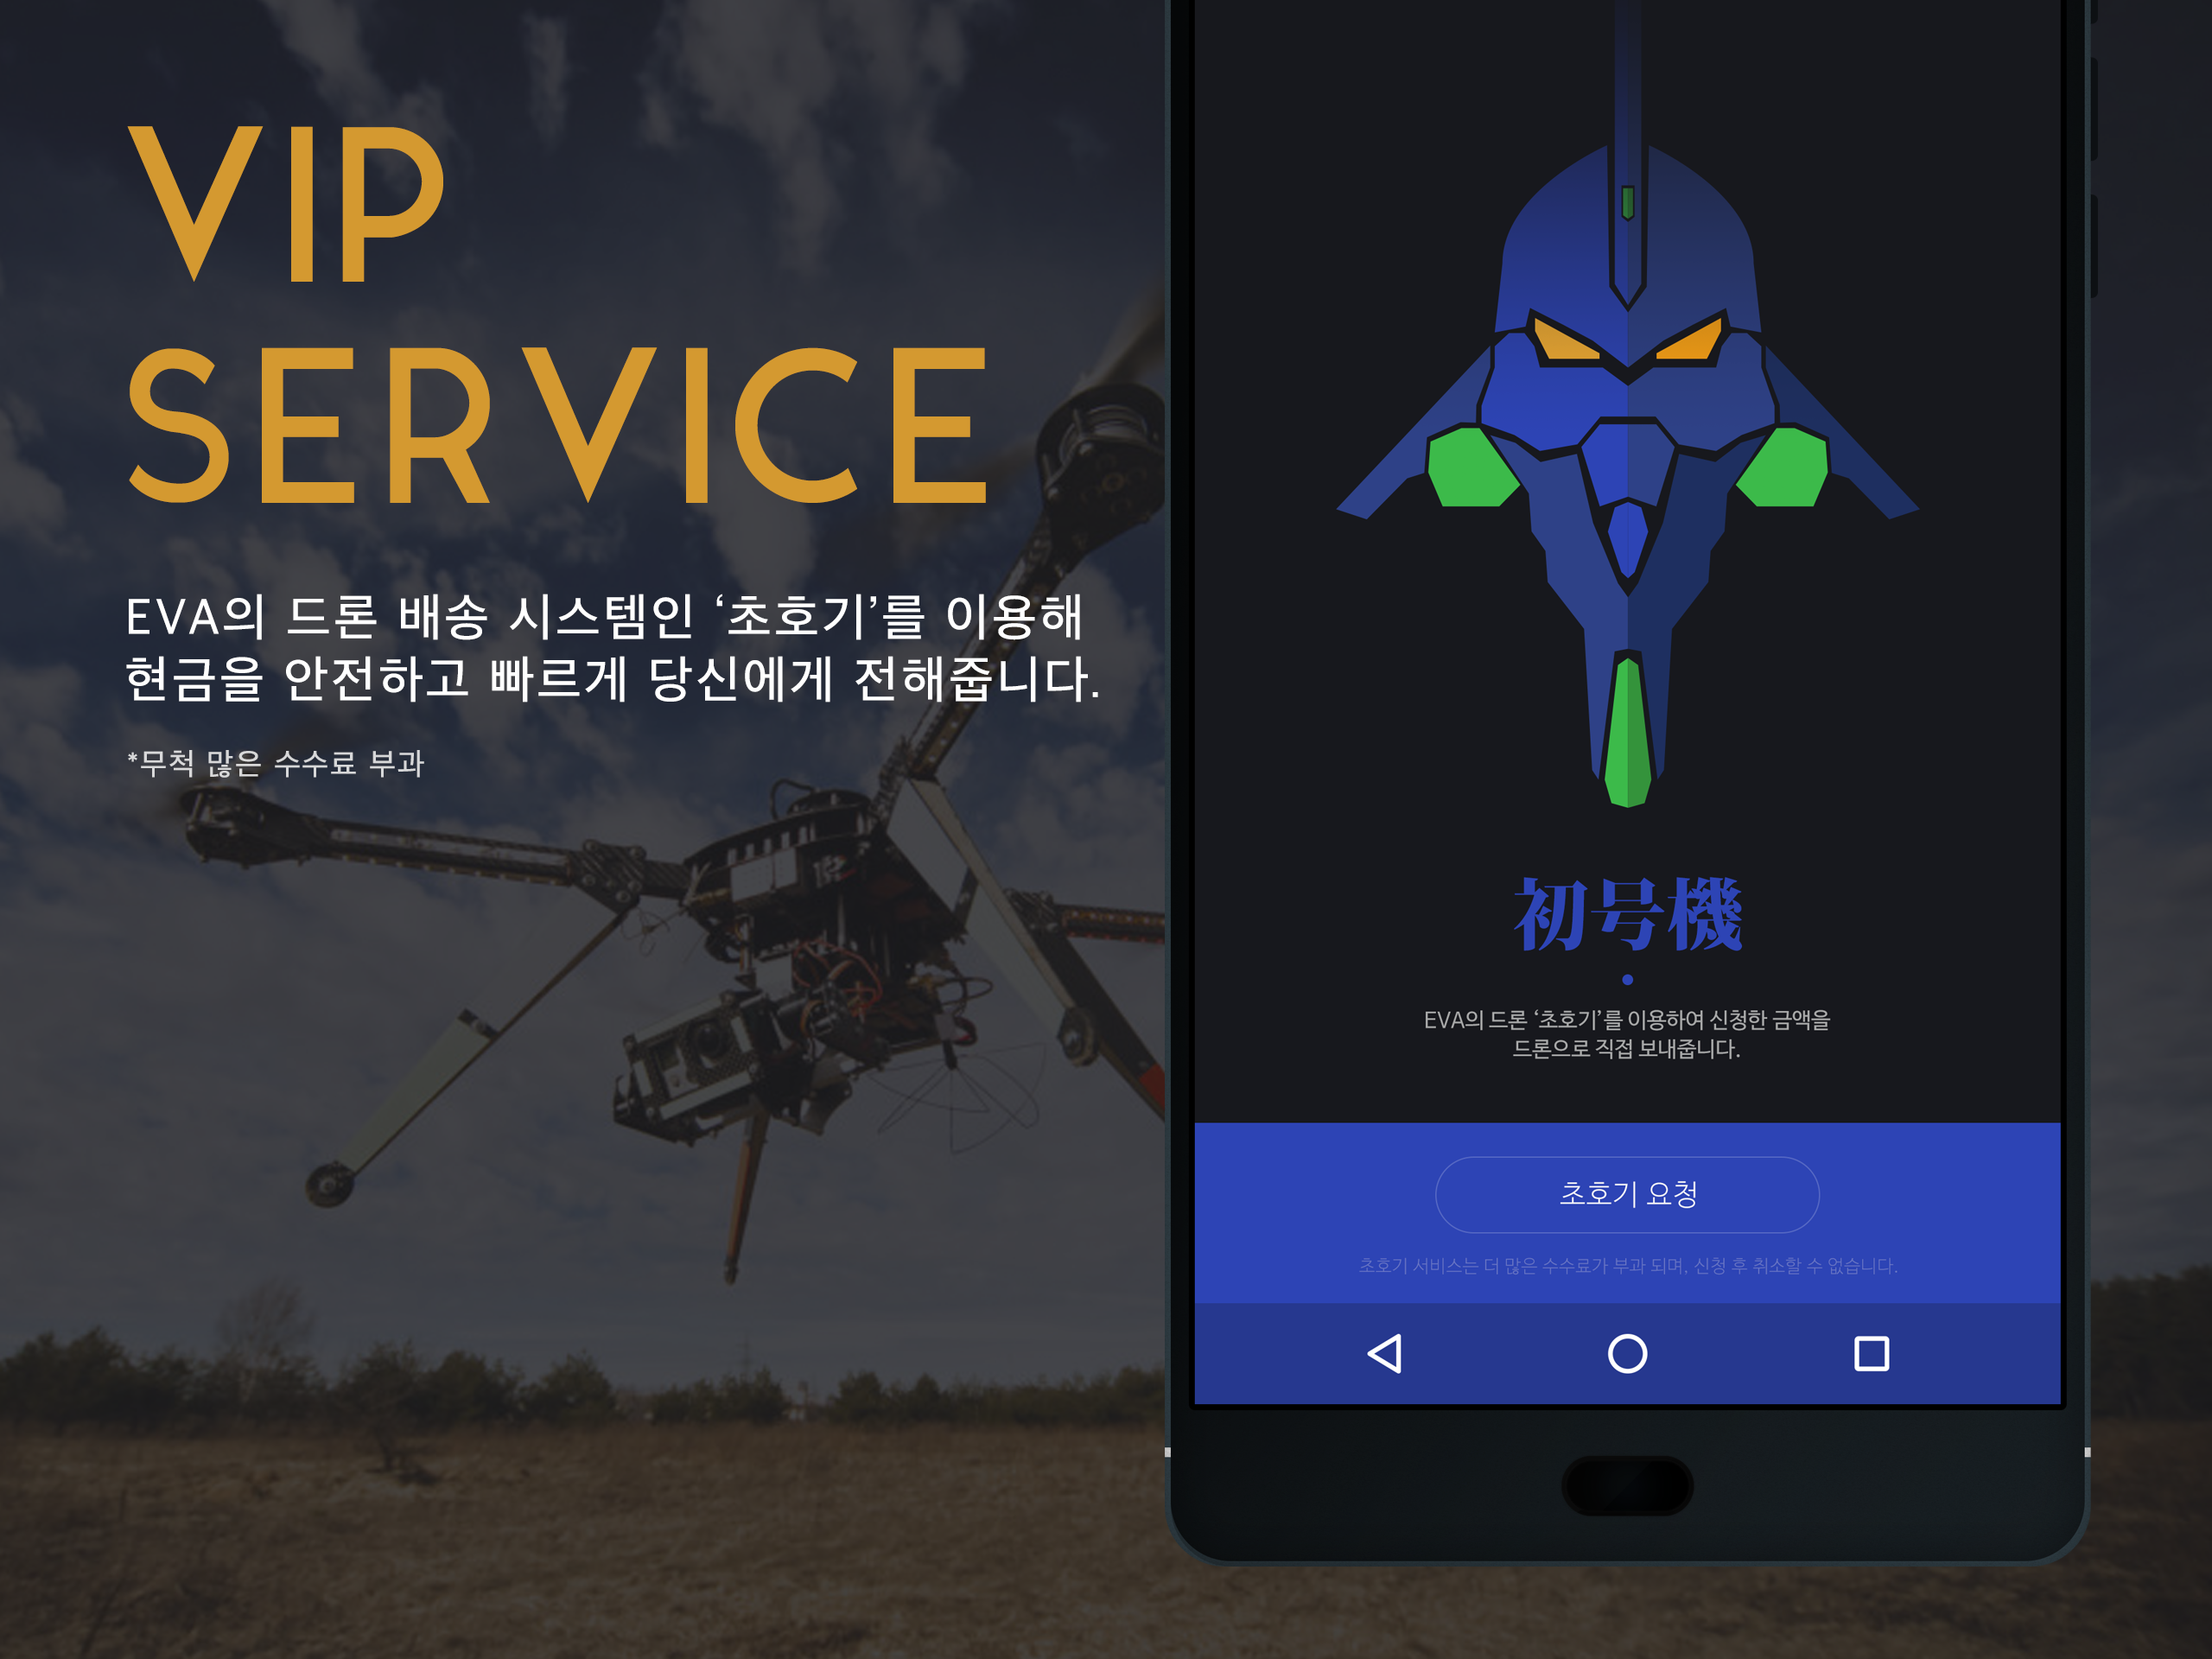 VIP
SERVICE
EVA의 드론 배송 시스템인 ‘초호기’를 이용해
현금을 안전하고 빠르게 당신에게 전해줍니다.
*무척 많은 수수료 부과
初号機
EVA의 드론 ‘초호기’를 이용하여 신청한 금액을
드론으로 직접 보내줍니다.
초호기 요청
초호기 서비스는 더 많은 수수료가 부과 되며, 신청 후 취소할 수 없습니다.